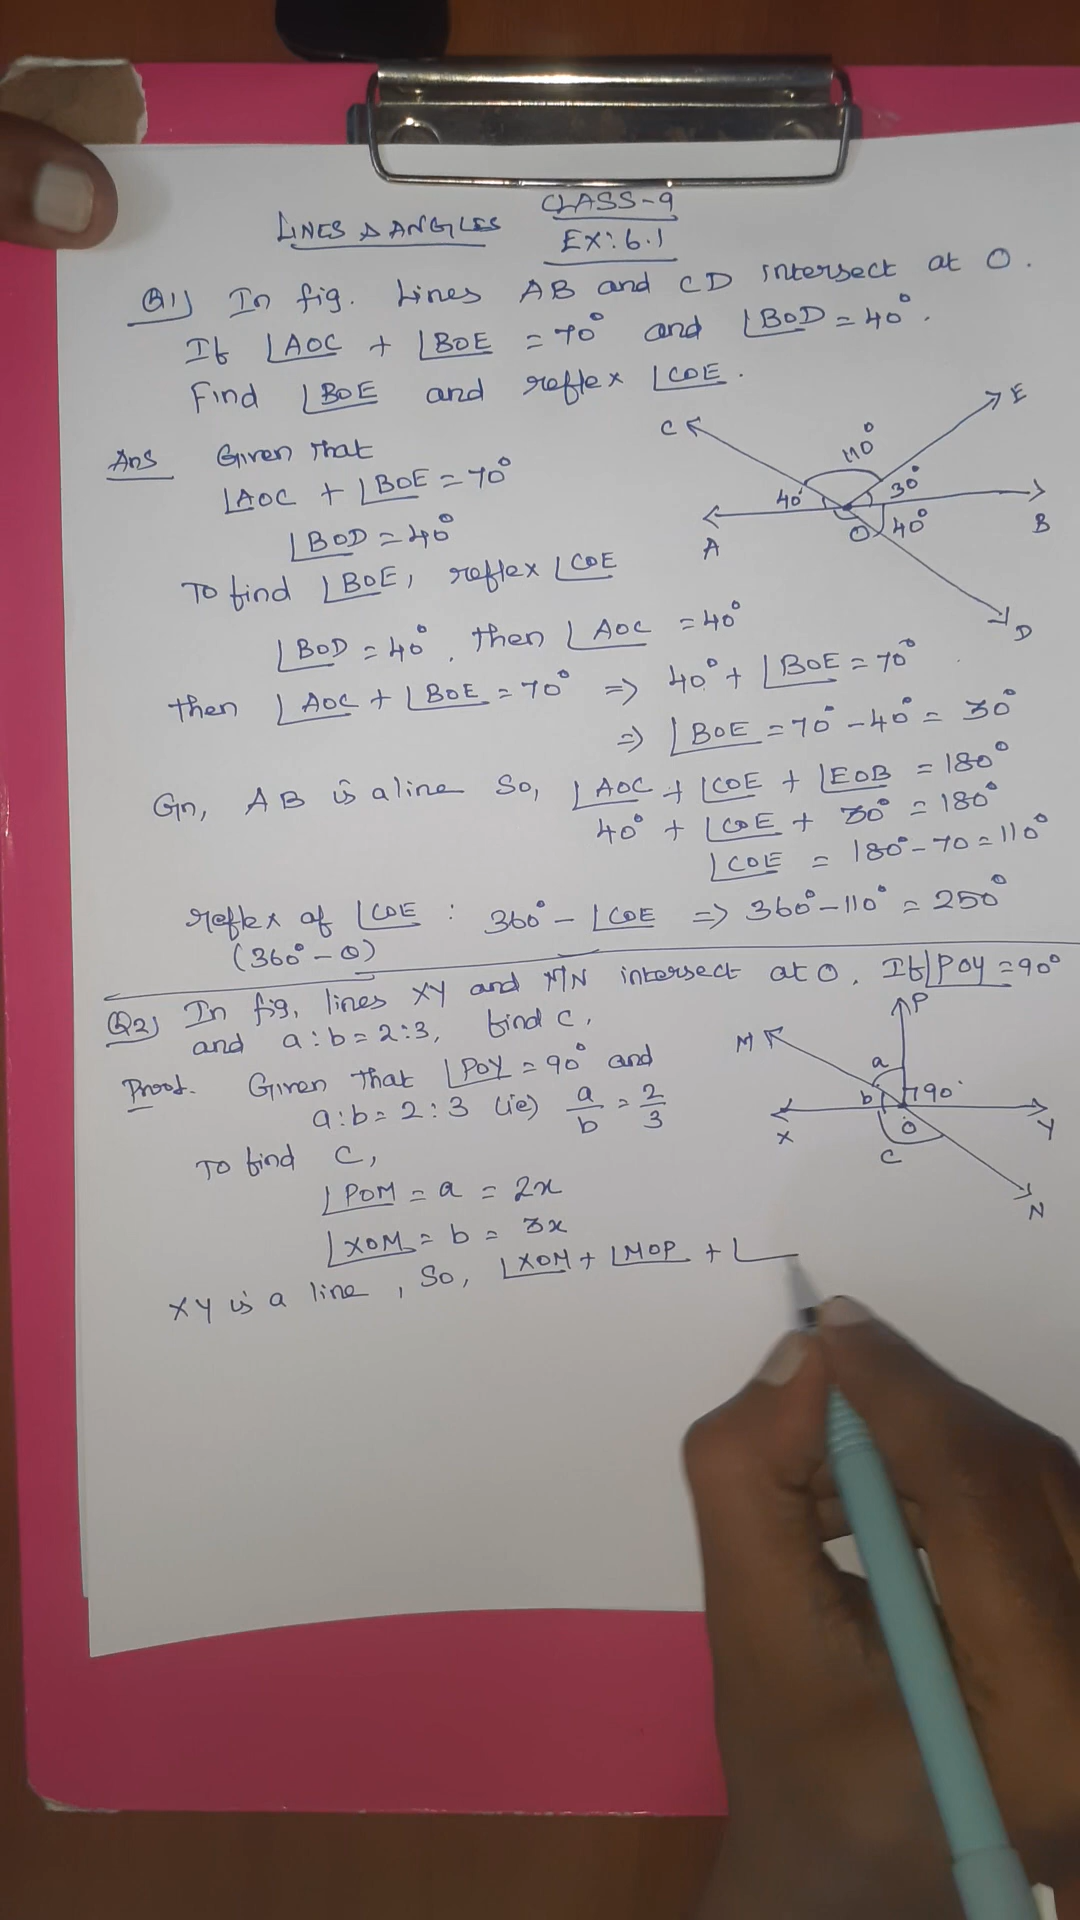 CLASS-9
LINES & ANGLES
EX: 6.1
Q1) In fig. Lines AB and CD intersect at O.
If ∠AOC + ∠BOE = 70° and ∠BOD = 40°.
Find ∠BOE and reflex ∠COE.
Ans Given that
∠AOC + ∠BOE = 70°
∠BOD = 40°
To find ∠BOE, reflex ∠COE
C
E
110°
40°
30°
A
O
40°
B
D
∠BOD = 40°, then ∠AOC = 40°
then ∠AOC + ∠BOE = 70° => 40° + ∠BOE = 70°
=> ∠BOE = 70° - 40° = 30°
Gn, AB is a line So, ∠AOC + ∠COE + ∠EOB = 180°
40° + ∠COE + 30° = 180°
∠COE = 180° - 70 = 110°
reflex of ∠COE : 360° - ∠COE => 360° - 110° = 250°
(360° - θ)
Q2) In fig, lines XY and MN intersect at O. If ∠POY = 90°
and a:b = 2:3, find c,
Proof. Given that ∠POY = 90° and
a:b = 2:3 (ie) a/b = 2/3
To find C,
∠POM = a = 2x
∠XOM = b = 3x
XY is a line, So, ∠XOM + ∠MOP + ∠
P
M
a
b
90°
X
O
Y
C
N